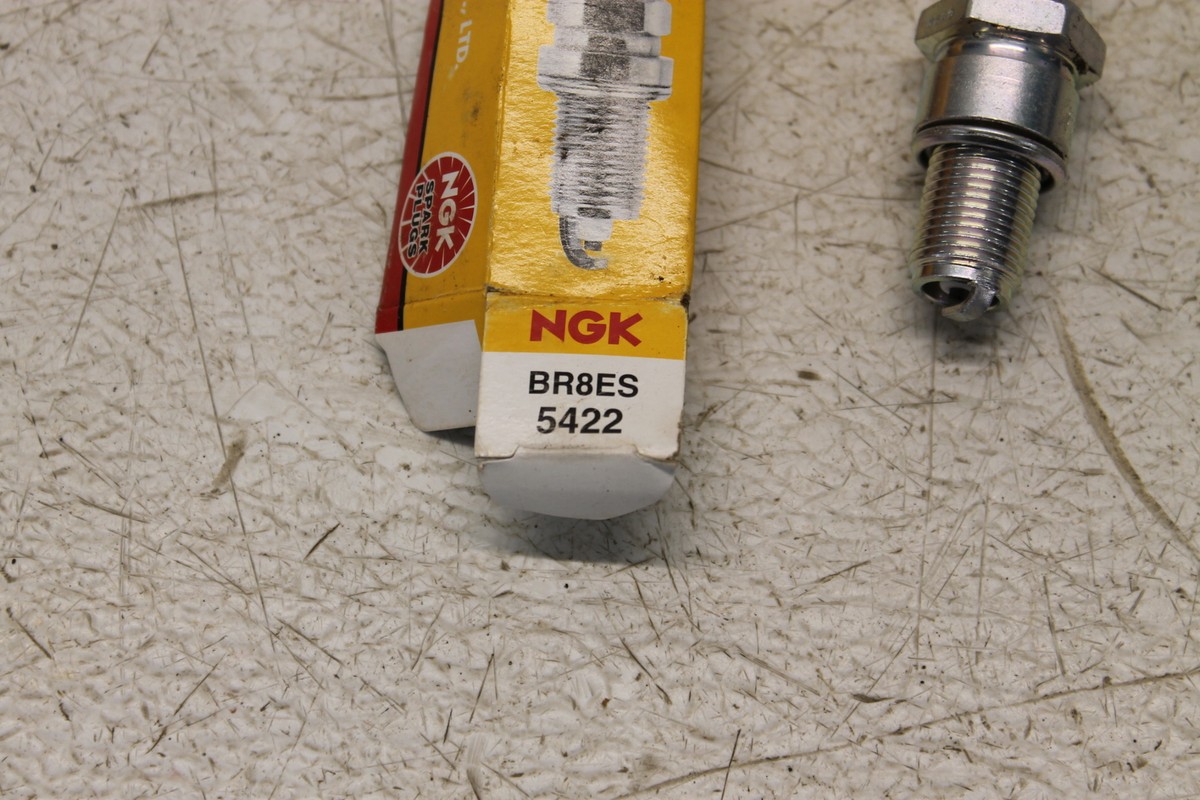 LTD.
NGK
SPARK
PLUGS
NGK
BR8ES
5422